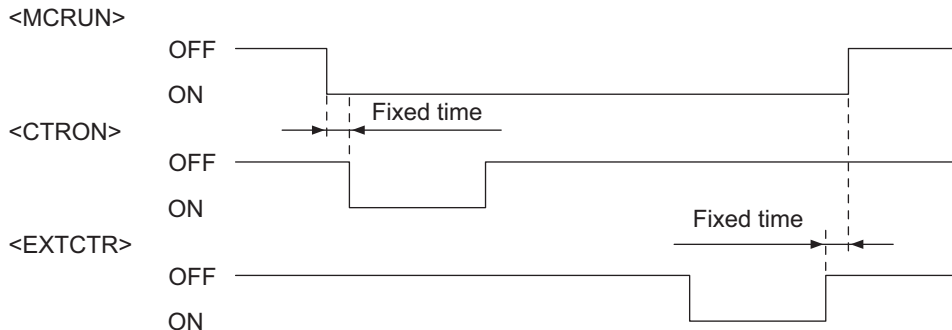 <MCRUN>
OFF
ON
Fixed time
<CTRON>
OFF
ON
Fixed time
<EXTCTR>
OFF
ON